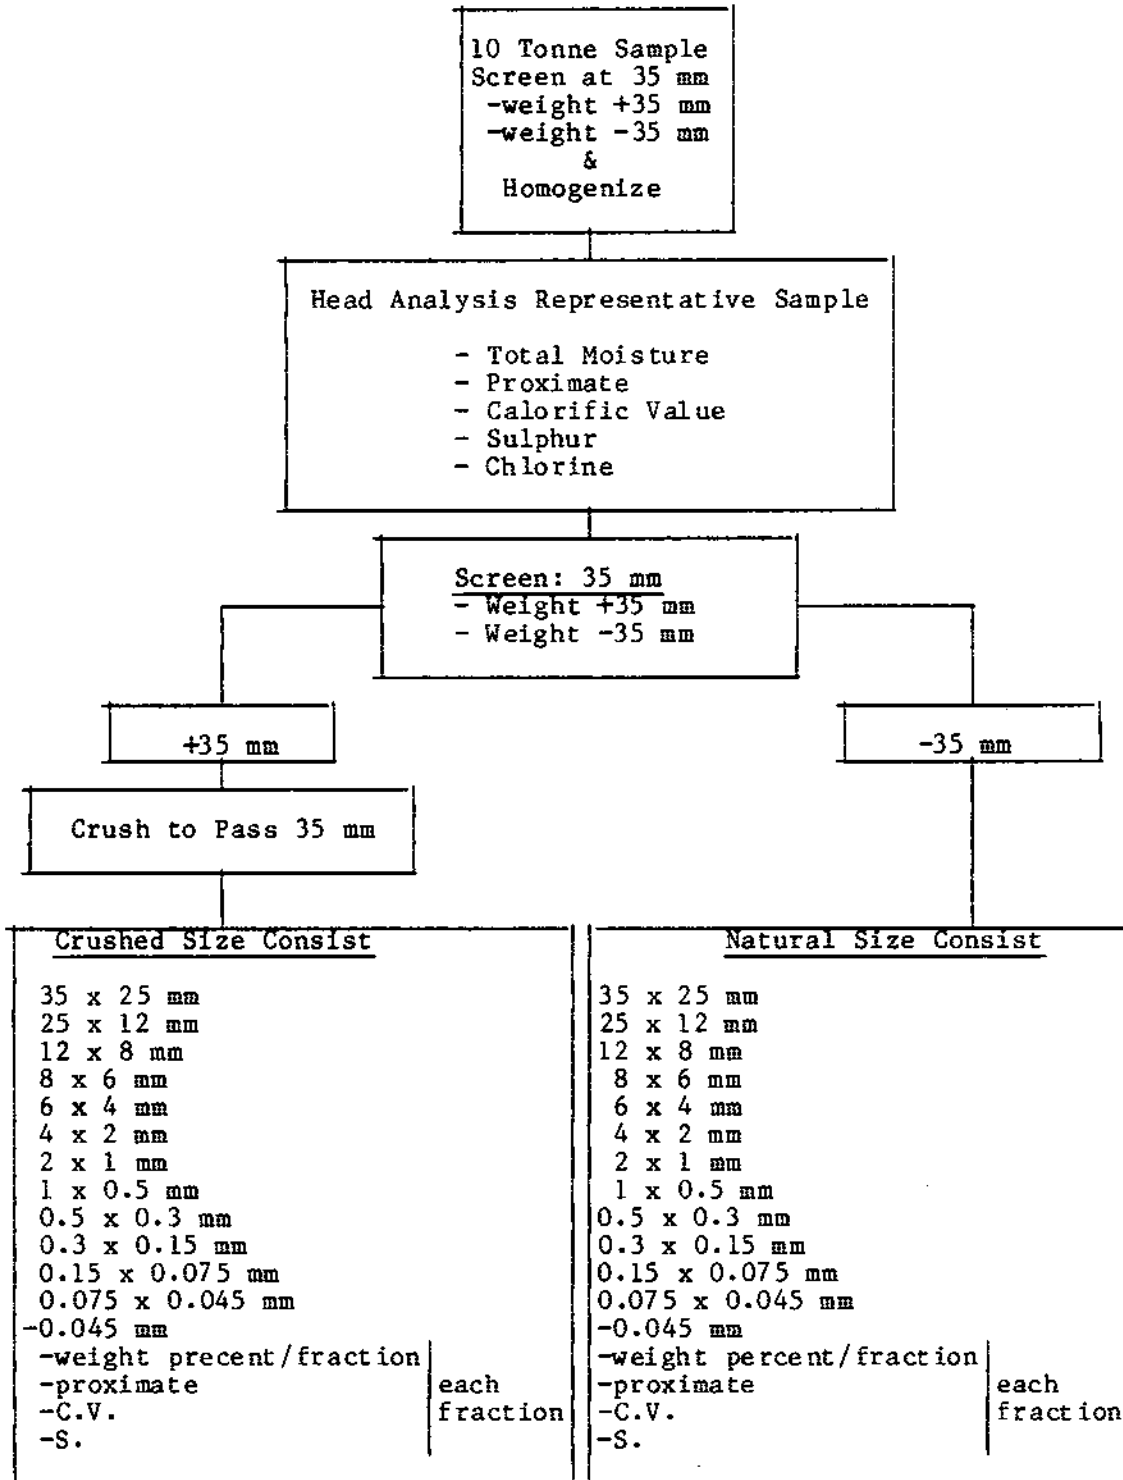 10 Tonne Sample
Screen at 35 mm
-weight +35 mm
-weight -35 mm
&
Homogenize
Head Analysis Representative Sample
- Total Moisture
- Proximate
- Calorific Value
- Sulphur
- Chlorine
Screen: 35 mm
- Weight +35 mm
- Weight -35 mm
+35 mm
-35 mm
Crush to Pass 35 mm
Crushed Size Consist
35 x 25 mm
25 x 12 mm
12 x 8 mm
8 x 6 mm
6 x 4 mm
4 x 2 mm
2 x 1 mm
1 x 0.5 mm
0.5 x 0.3 mm
0.3 x 0.15 mm
0.15 x 0.075 mm
0.075 x 0.045 mm
-0.045 mm
-weight precent/fraction
-proximate
-C.V.
-S.
each
fraction
Natural Size Consist
35 x 25 mm
25 x 12 mm
12 x 8 mm
8 x 6 mm
6 x 4 mm
4 x 2 mm
2 x 1 mm
1 x 0.5 mm
0.5 x 0.3 mm
0.3 x 0.15 mm
0.15 x 0.075 mm
0.075 x 0.045 mm
-0.045 mm
-weight percent/fraction
-proximate
-C.V.
-S.
each
fraction